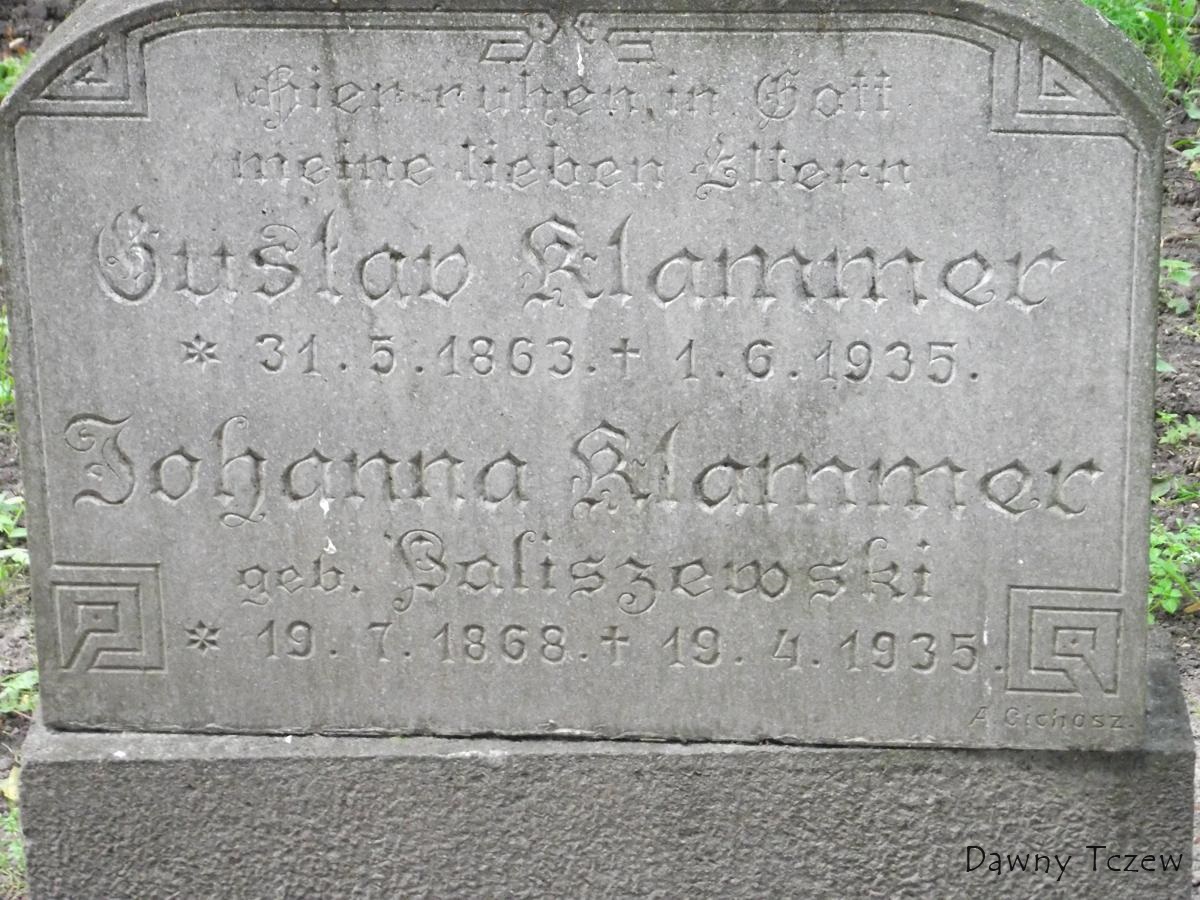 Hier ruhen in Gott
meine lieben Eltern
Gustav Klammer
* 31. 5. 1863. † 1. 6. 1935.
Johanna Klammer
geb. Paliszewski
* 19. 7. 1868. † 19. 4. 1935.
A. Cichosz.
Dawny Tczew